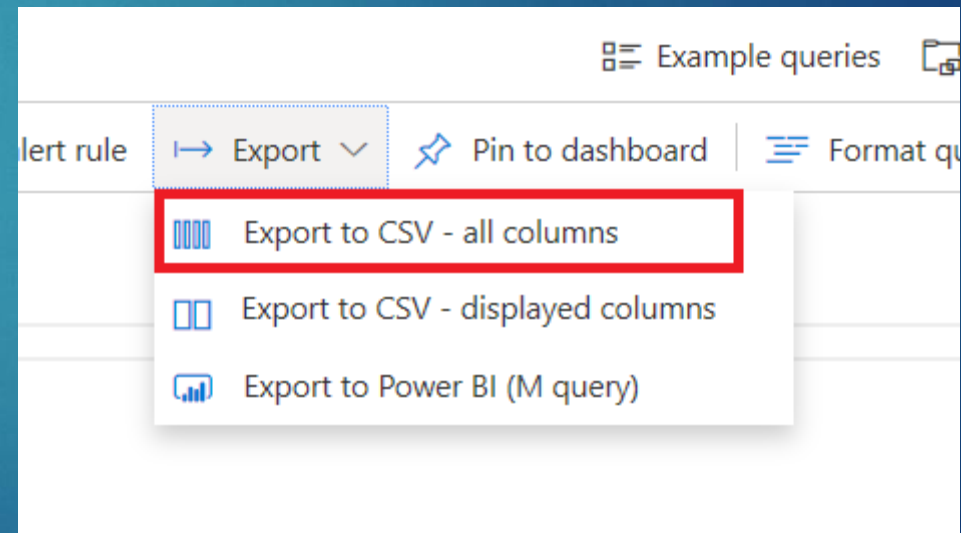 Example queries
lert rule Export Pin to dashboard Format qu
Export to CSV - all columns
Export to CSV - displayed columns
Export to Power BI (M query)